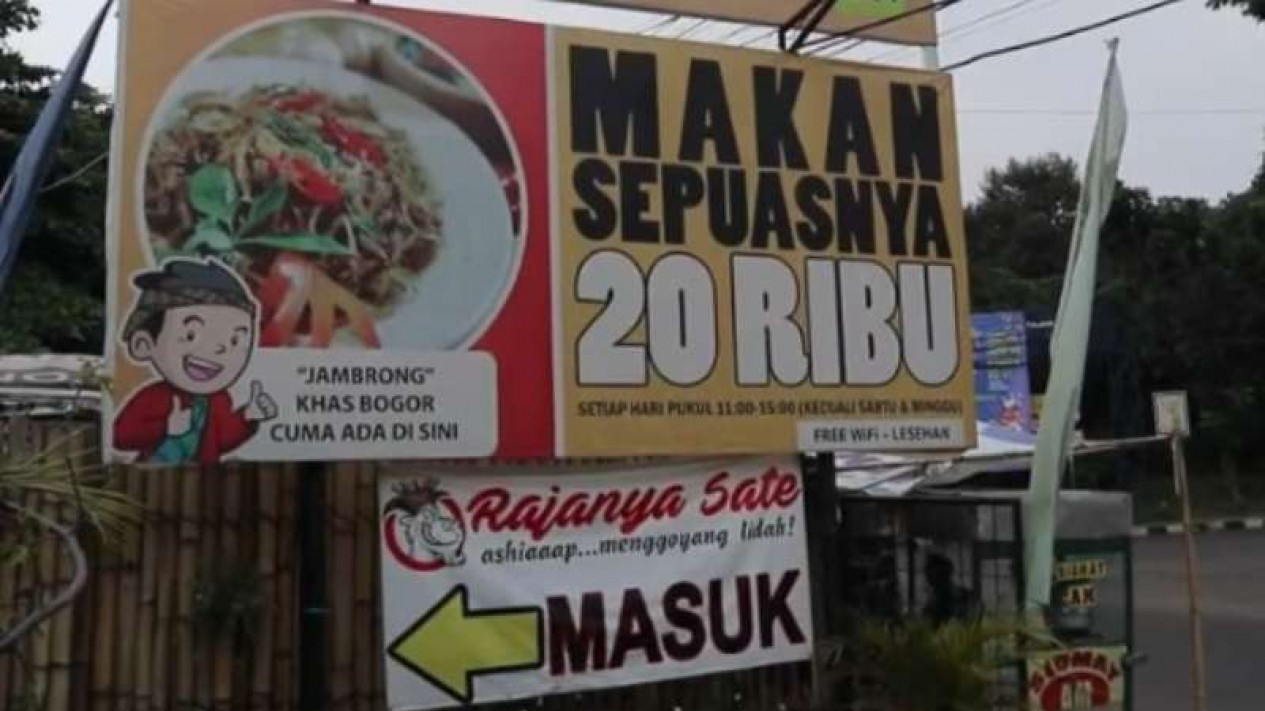 MAKAN
SEPUASNYA
20 RIBU
SETIAP HARI PUKUL 11:00-15:00 (KECUALI SABTU & MINGGU)
FREE WiFi - LESEHAN
"JAMBRONG"
KHAS BOGOR
CUMA ADA DI SINI
Rajanya Sate
ashiaaap...menggoyang lidah!
MASUK
SIOMAY